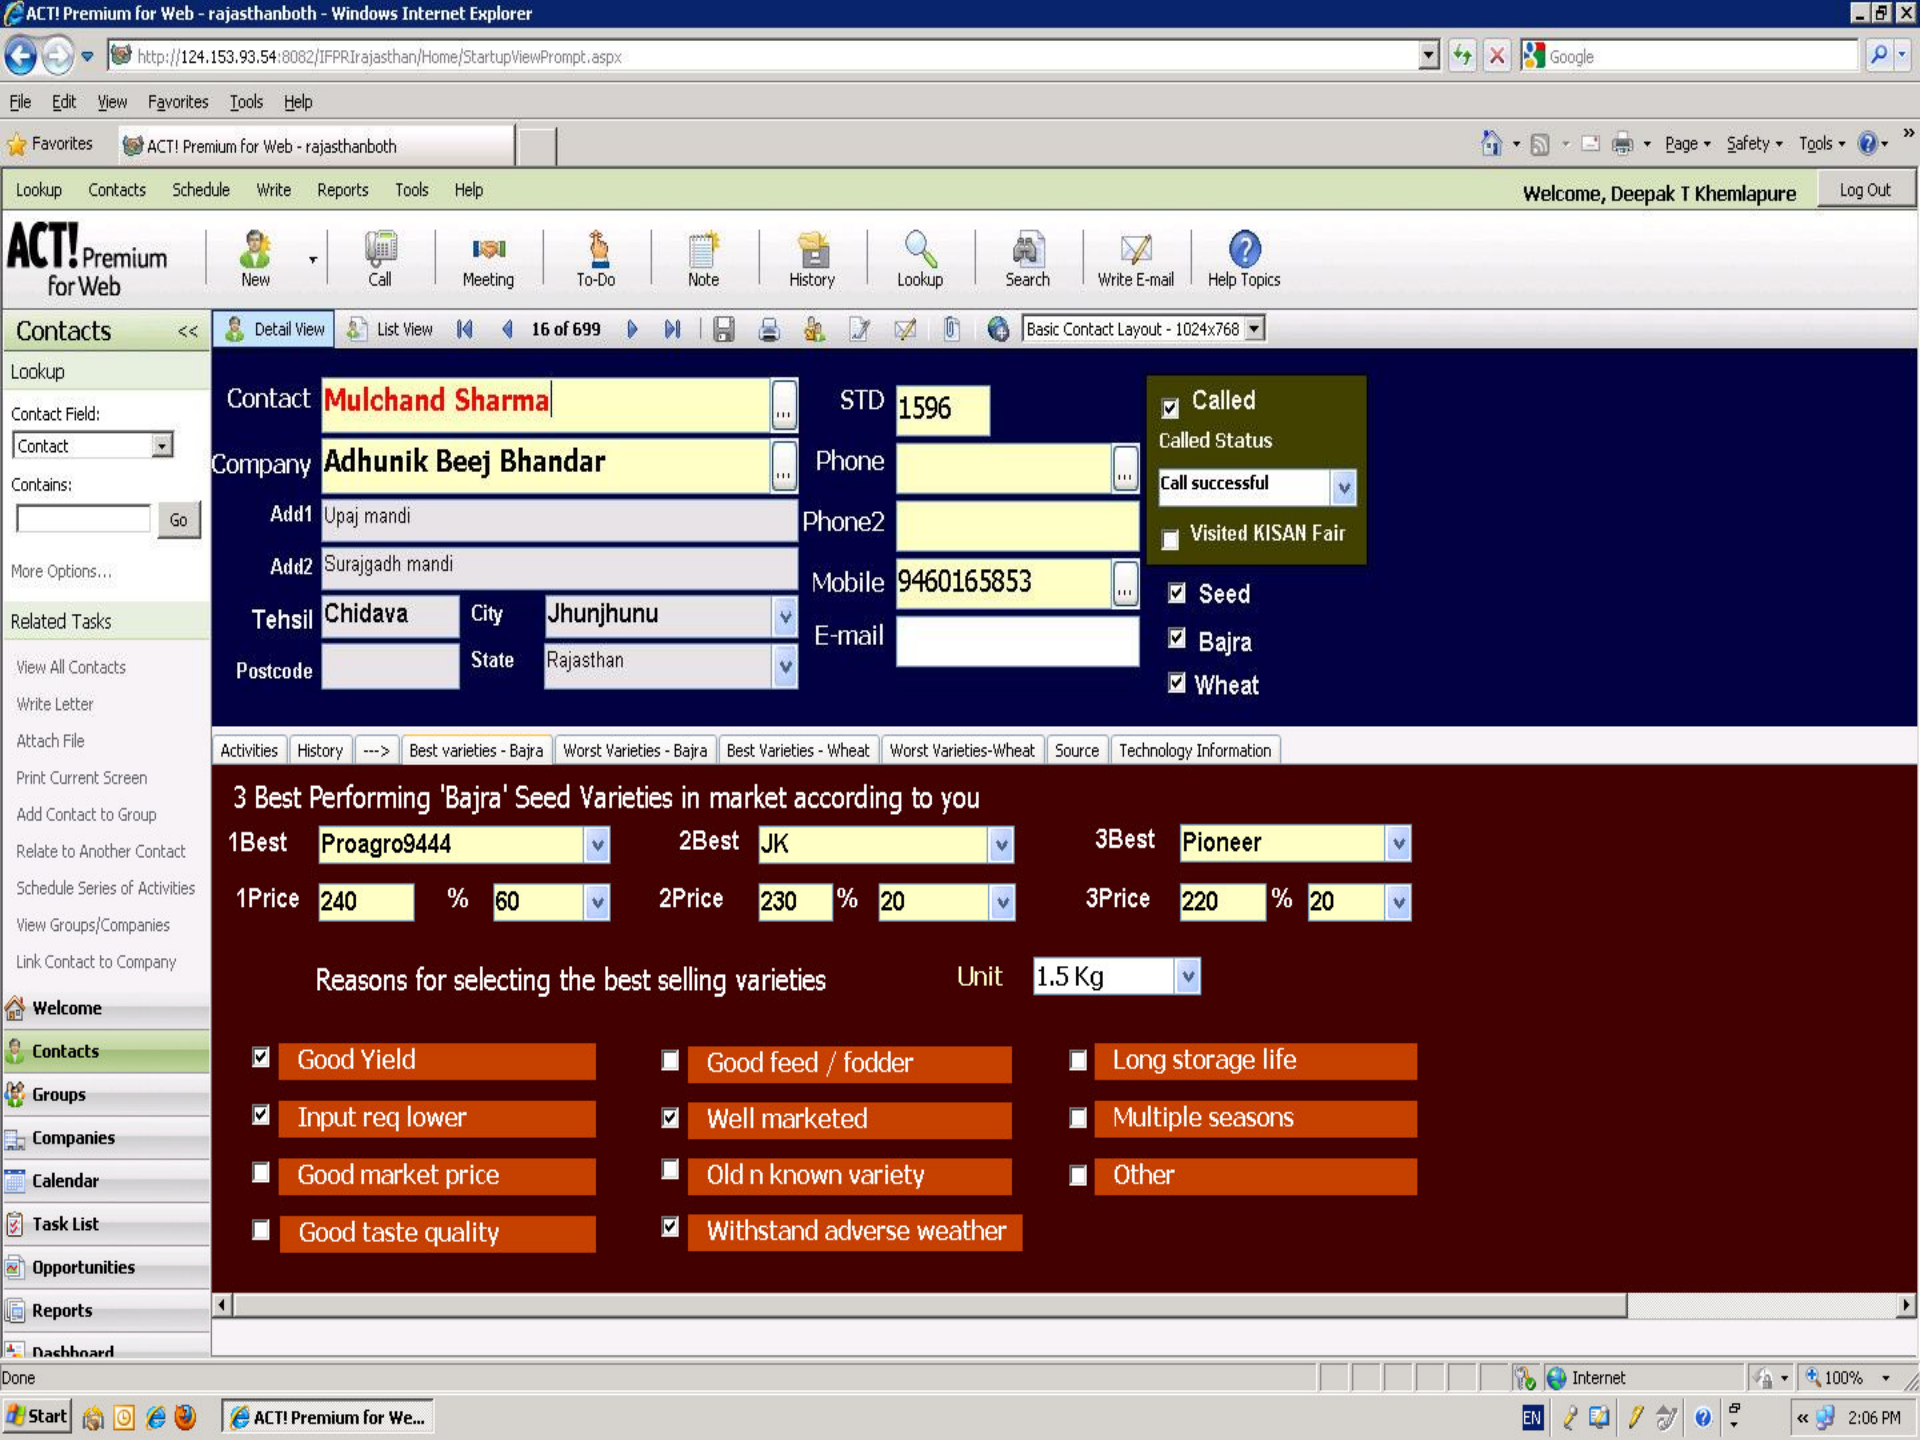 ACT! Premium for Web - rajasthanboth - Windows Internet Explorer
http://124.153.93.54:8082/IFPRIrajasthan/Home/StartupViewPrompt.aspx
Google
File Edit View Favorites Tools Help
Favorites ACT! Premium for Web - rajasthanboth
Page Safety Tools »
Lookup Contacts Schedule Write Reports Tools Help
Welcome, Deepak T Khemlapure Log Out
ACT! Premium for Web
New Call Meeting To-Do Note History Lookup Search Write E-mail Help Topics
Contacts <<
Detail View List View 16 of 699 Basic Contact Layout - 1024x768
Lookup
Contact Field:
Contact
Contains:
Go
More Options...
Related Tasks
View All Contacts
Write Letter
Attach File
Print Current Screen
Add Contact to Group
Relate to Another Contact
Schedule Series of Activities
View Groups/Companies
Link Contact to Company
Welcome
Contacts
Groups
Companies
Calendar
Task List
Opportunities
Reports
Dashboard
Contact Mulchand Sharma ...
Company Adhunik Beej Bhandar ...
Add1 Upaj mandi
Add2 Surajgadh mandi
Tehsil Chidava City Jhunjhunu
Postcode State Rajasthan
STD 1596
Phone ...
Phone2
Mobile 9460165853 ...
E-mail
Called
Called Status
Call successful
Visited KISAN Fair
Seed
Bajra
Wheat
Activities History ---> Best varieties - Bajra Worst Varieties - Bajra Best Varieties - Wheat Worst Varieties-Wheat Source Technology Information
3 Best Performing 'Bajra' Seed Varieties in market according to you
1Best Proagro9444 2Best JK 3Best Pioneer
1Price 240 % 60 2Price 230 % 20 3Price 220 % 20
Reasons for selecting the best selling varieties Unit 1.5 Kg
Good Yield Good feed / fodder Long storage life
Input req lower Well marketed Multiple seasons
Good market price Old n known variety Other
Good taste quality Withstand adverse weather
Done Internet 100%
Start ACT! Premium for We... EN « 2:06 PM